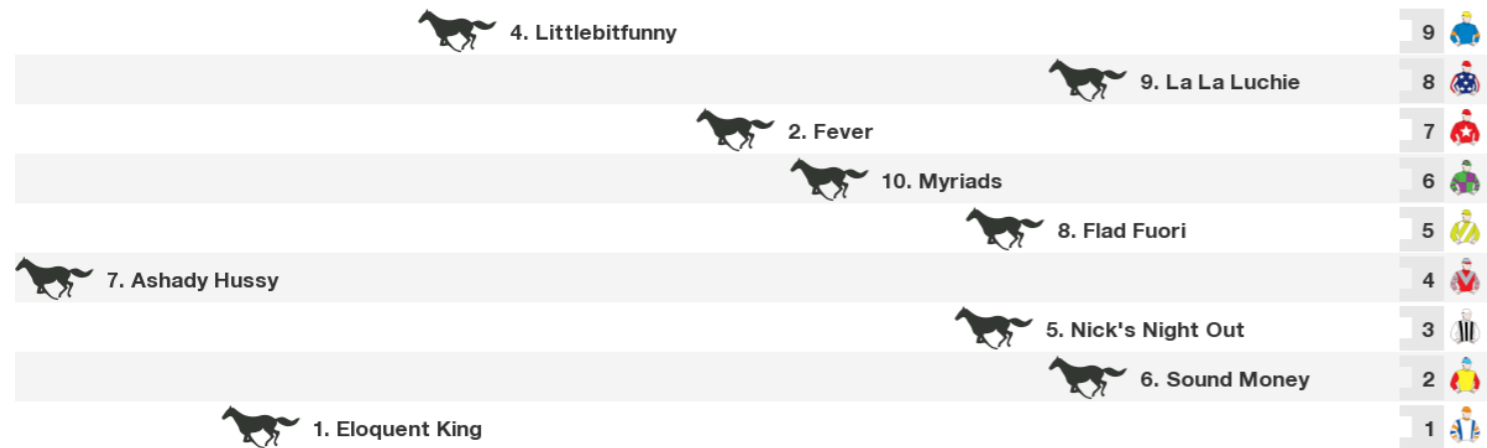 4. Littlebitfunny 9
9. La La Luchie 8
2. Fever 7
10. Myriads 6
8. Flad Fuori 5
7. Ashady Hussy 4
5. Nick's Night Out 3
6. Sound Money 2
1. Eloquent King 1